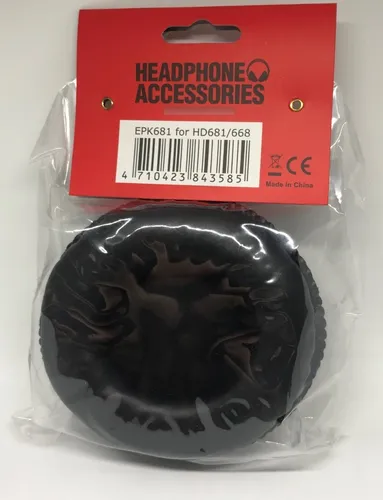 HEADPHONE
ACCESSORIES
EPK681 for HD681/668
4 710423 843585
CE
Made in China